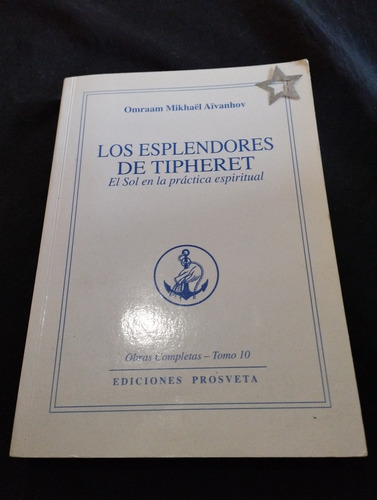 Omraam Mikhaël Aïvanhov
LOS ESPLENDORES
DE TIPHERET
El Sol en la práctica espiritual
Obras Completas – Tomo 10
EDICIONES PROSVETA